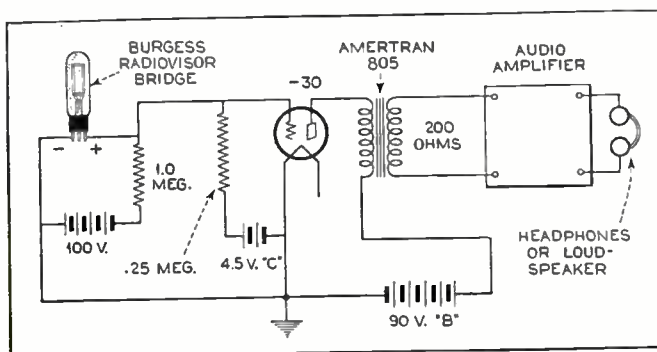 BURGESS
RADIOVISOR
BRIDGE
AMERTRAN
805
AUDIO
AMPLIFIER
-30
- +
1.0
MEG.
200
OHMS
100 V.
.25 MEG.
4.5 V. "C"
90 V. "B"
HEADPHONES
OR LOUD-
SPEAKER